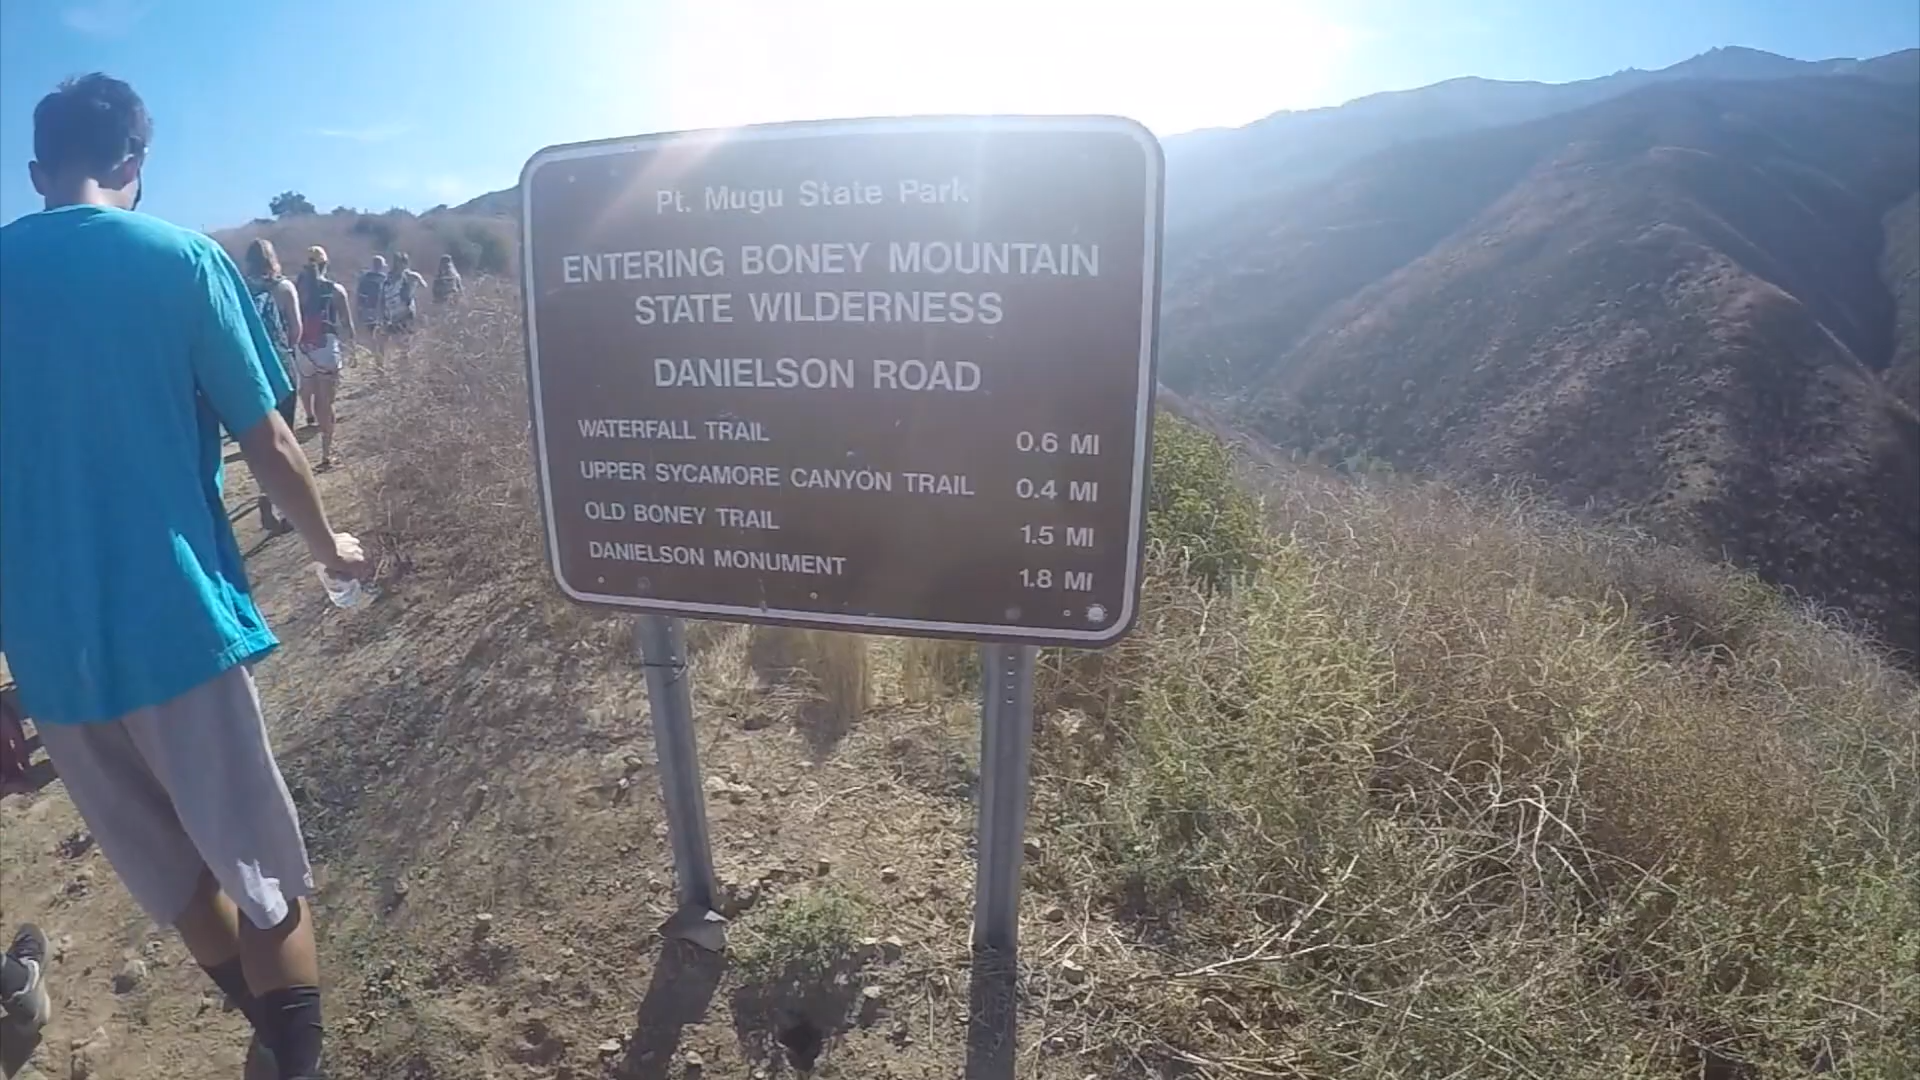 Pt. Mugu State Park
ENTERING BONEY MOUNTAIN
STATE WILDERNESS
DANIELSON ROAD
WATERFALL TRAIL 0.6 MI
UPPER SYCAMORE CANYON TRAIL 0.4 MI
OLD BONEY TRAIL 1.5 MI
DANIELSON MONUMENT 1.8 MI